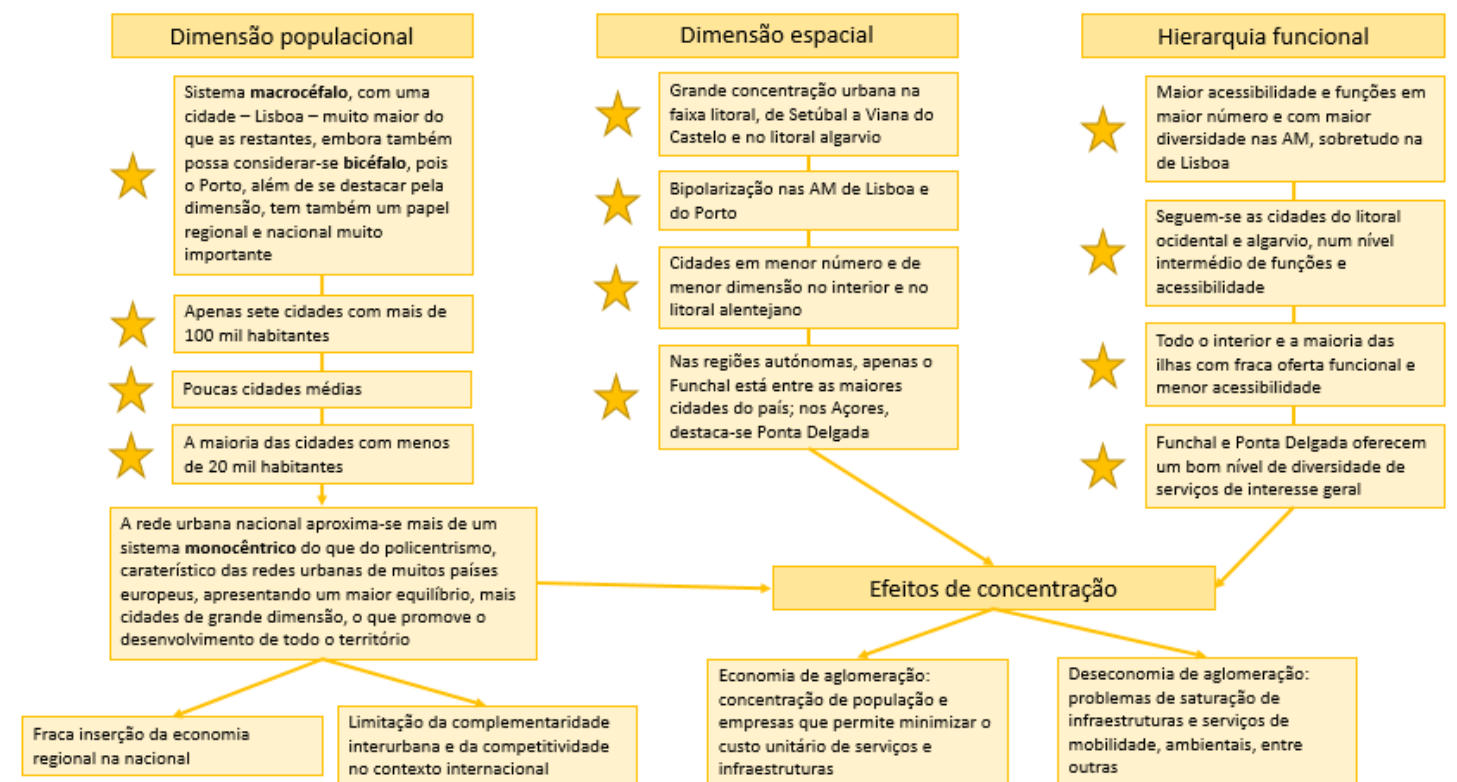 Dimensão populacional
Sistema macrocéfalo, com uma
cidade – Lisboa – muito maior do
que as restantes, embora também
possa considerar-se bicéfalo, pois
o Porto, além de se destacar pela
dimensão, tem também um papel
regional e nacional muito
importante
Apenas sete cidades com mais de
100 mil habitantes
Poucas cidades médias
A maioria das cidades com menos
de 20 mil habitantes
A rede urbana nacional aproxima-se mais de um
sistema monocêntrico do que do policentrismo,
caraterístico das redes urbanas de muitos países
europeus, apresentando um maior equilíbrio, mais
cidades de grande dimensão, o que promove o
desenvolvimento de todo o território
Fraca inserção da economia
regional na nacional
Limitação da complementaridade
interurbana e da competitividade
no contexto internacional
Dimensão espacial
Grande concentração urbana na
faixa litoral, de Setúbal a Viana do
Castelo e no litoral algarvio
Bipolarização nas AM de Lisboa e
do Porto
Cidades em menor número e de
menor dimensão no interior e no
litoral alentejano
Nas regiões autónomas, apenas o
Funchal está entre as maiores
cidades do país; nos Açores,
destaca-se Ponta Delgada
Hierarquia funcional
Maior acessibilidade e funções em
maior número e com maior
diversidade nas AM, sobretudo na
de Lisboa
Seguem-se as cidades do litoral
ocidental e algarvio, num nível
intermédio de funções e
acessibilidade
Todo o interior e a maioria das
ilhas com fraca oferta funcional e
menor acessibilidade
Funchal e Ponta Delgada oferecem
um bom nível de diversidade de
serviços de interesse geral
Efeitos de concentração
Economia de aglomeração:
concentração de população e
empresas que permite minimizar o
custo unitário de serviços e
infraestruturas
Deseconomia de aglomeração:
problemas de saturação de
infraestruturas e serviços de
mobilidade, ambientais, entre
outras